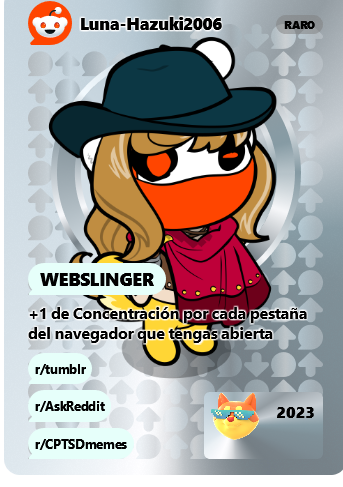 Luna-Hazuki2006
RARO
WEBSLINGER
+1 de Concentración por cada pestaña
del navegador que tengas abierta
r/tumblr
r/AskReddit
r/CPTSDmemes
2023